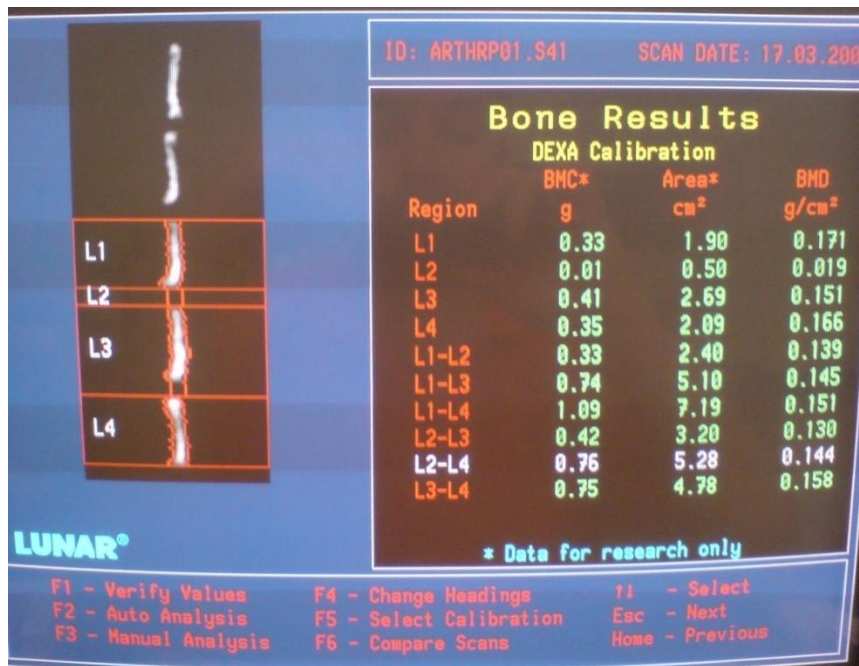 ID: ARTHRP01.S41 SCAN DATE: 17.03.200
Bone Results
DEXA Calibration
BMC* Area* BMD
Region g cm² g/cm²
L1 0.33 1.90 0.171
L2 0.01 0.50 0.019
L3 0.41 2.69 0.151
L4 0.35 2.09 0.166
L1-L2 0.33 2.40 0.139
L1-L3 0.74 5.10 0.145
L1-L4 1.09 7.19 0.151
L2-L3 0.42 3.20 0.130
L2-L4 0.76 5.28 0.144
L3-L4 0.75 4.78 0.158
* Data for research only
L1
L2
L3
L4
LUNAR®
F1 - Verify Values F4 - Change Headings ↑↓ - Select
F2 - Auto Analysis F5 - Select Calibration Esc - Next
F3 - Manual Analysis F6 - Compare Scans Home - Previous